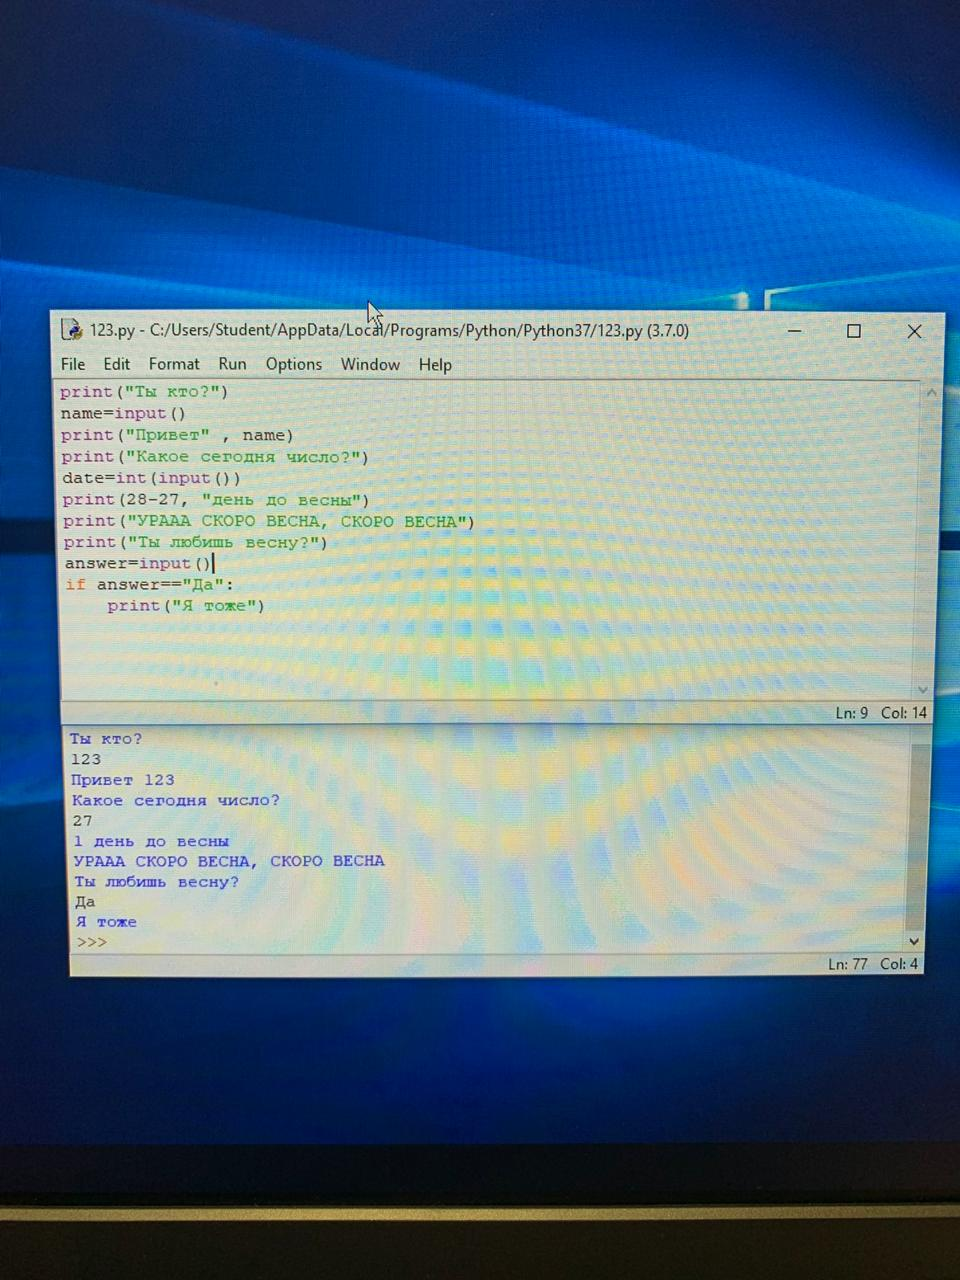 123.py - C:/Users/Student/AppData/Local/Programs/Python/Python37/123.py (3.7.0)
File Edit Format Run Options Window Help
print("Ты кто?")
name=input()
print("Привет" , name)
print("Какое сегодня число?")
date=int(input())
print(28-27, "день до весны")
print("УРААА СКОРО ВЕСНА, СКОРО ВЕСНА")
print("Ты любишь весну?")
answer=input()
if answer=="Да":
    print("Я тоже")
Ln: 9 Col: 14
Ты кто?
123
Привет 123
Какое сегодня число?
27
1 день до весны
УРААА СКОРО ВЕСНА, СКОРО ВЕСНА
Ты любишь весну?
Да
Я тоже
>>>
Ln: 77 Col: 4